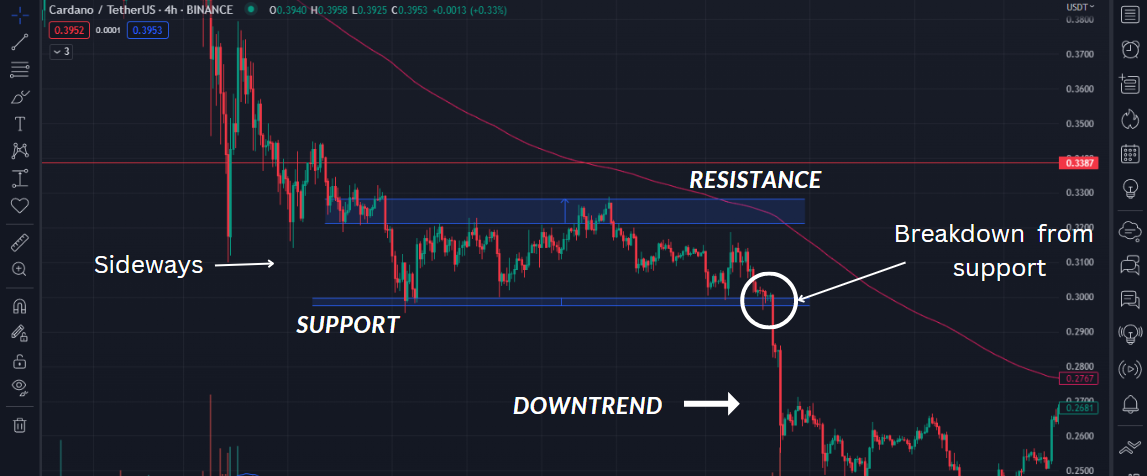 Cardano / TetherUS · 4h · BINANCE O0.3940 H0.3958 L0.3925 C0.3953 +0.0013 (+0.33%)
USDT
0.3952 0.0001 0.3953
3
0.3800
0.3700
0.3600
0.3500
0.3387
RESISTANCE
0.3300
0.3200
Breakdown from
support
Sideways
0.3100
0.3000
SUPPORT
0.2900
0.2800
0.2767
DOWNTREND
0.2700
0.2681
0.2600
0.2500